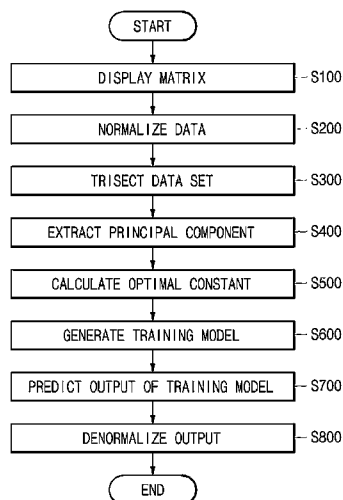 START
DISPLAY MATRIX S100
NORMALIZE DATA S200
TRISECT DATA SET S300
EXTRACT PRINCIPAL COMPONENT S400
CALCULATE OPTIMAL CONSTANT S500
GENERATE TRAINING MODEL S600
PREDICT OUTPUT OF TRAINING MODEL S700
DENORMALIZE OUTPUT S800
END